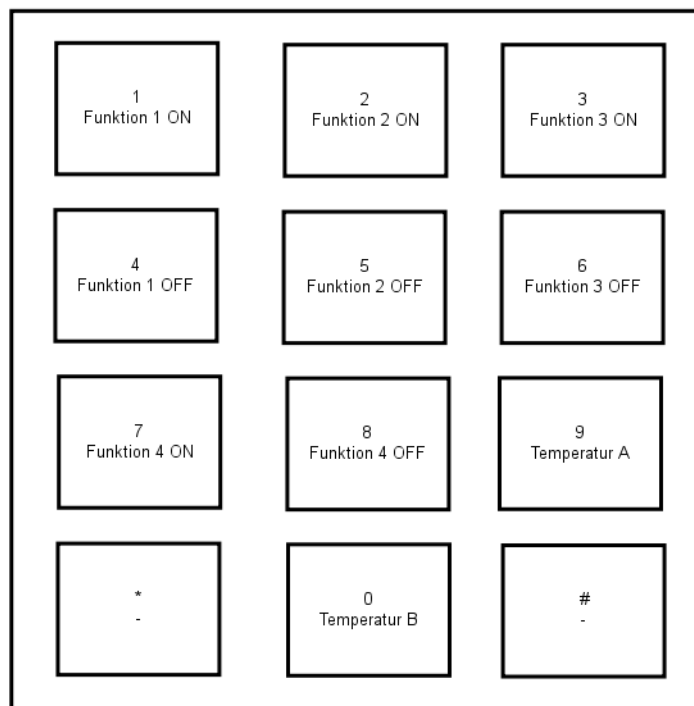 1
Funktion 1 ON
2
Funktion 2 ON
3
Funktion 3 ON
4
Funktion 1 OFF
5
Funktion 2 OFF
6
Funktion 3 OFF
7
Funktion 4 ON
8
Funktion 4 OFF
9
Temperatur A
*
-
0
Temperatur B
#
-